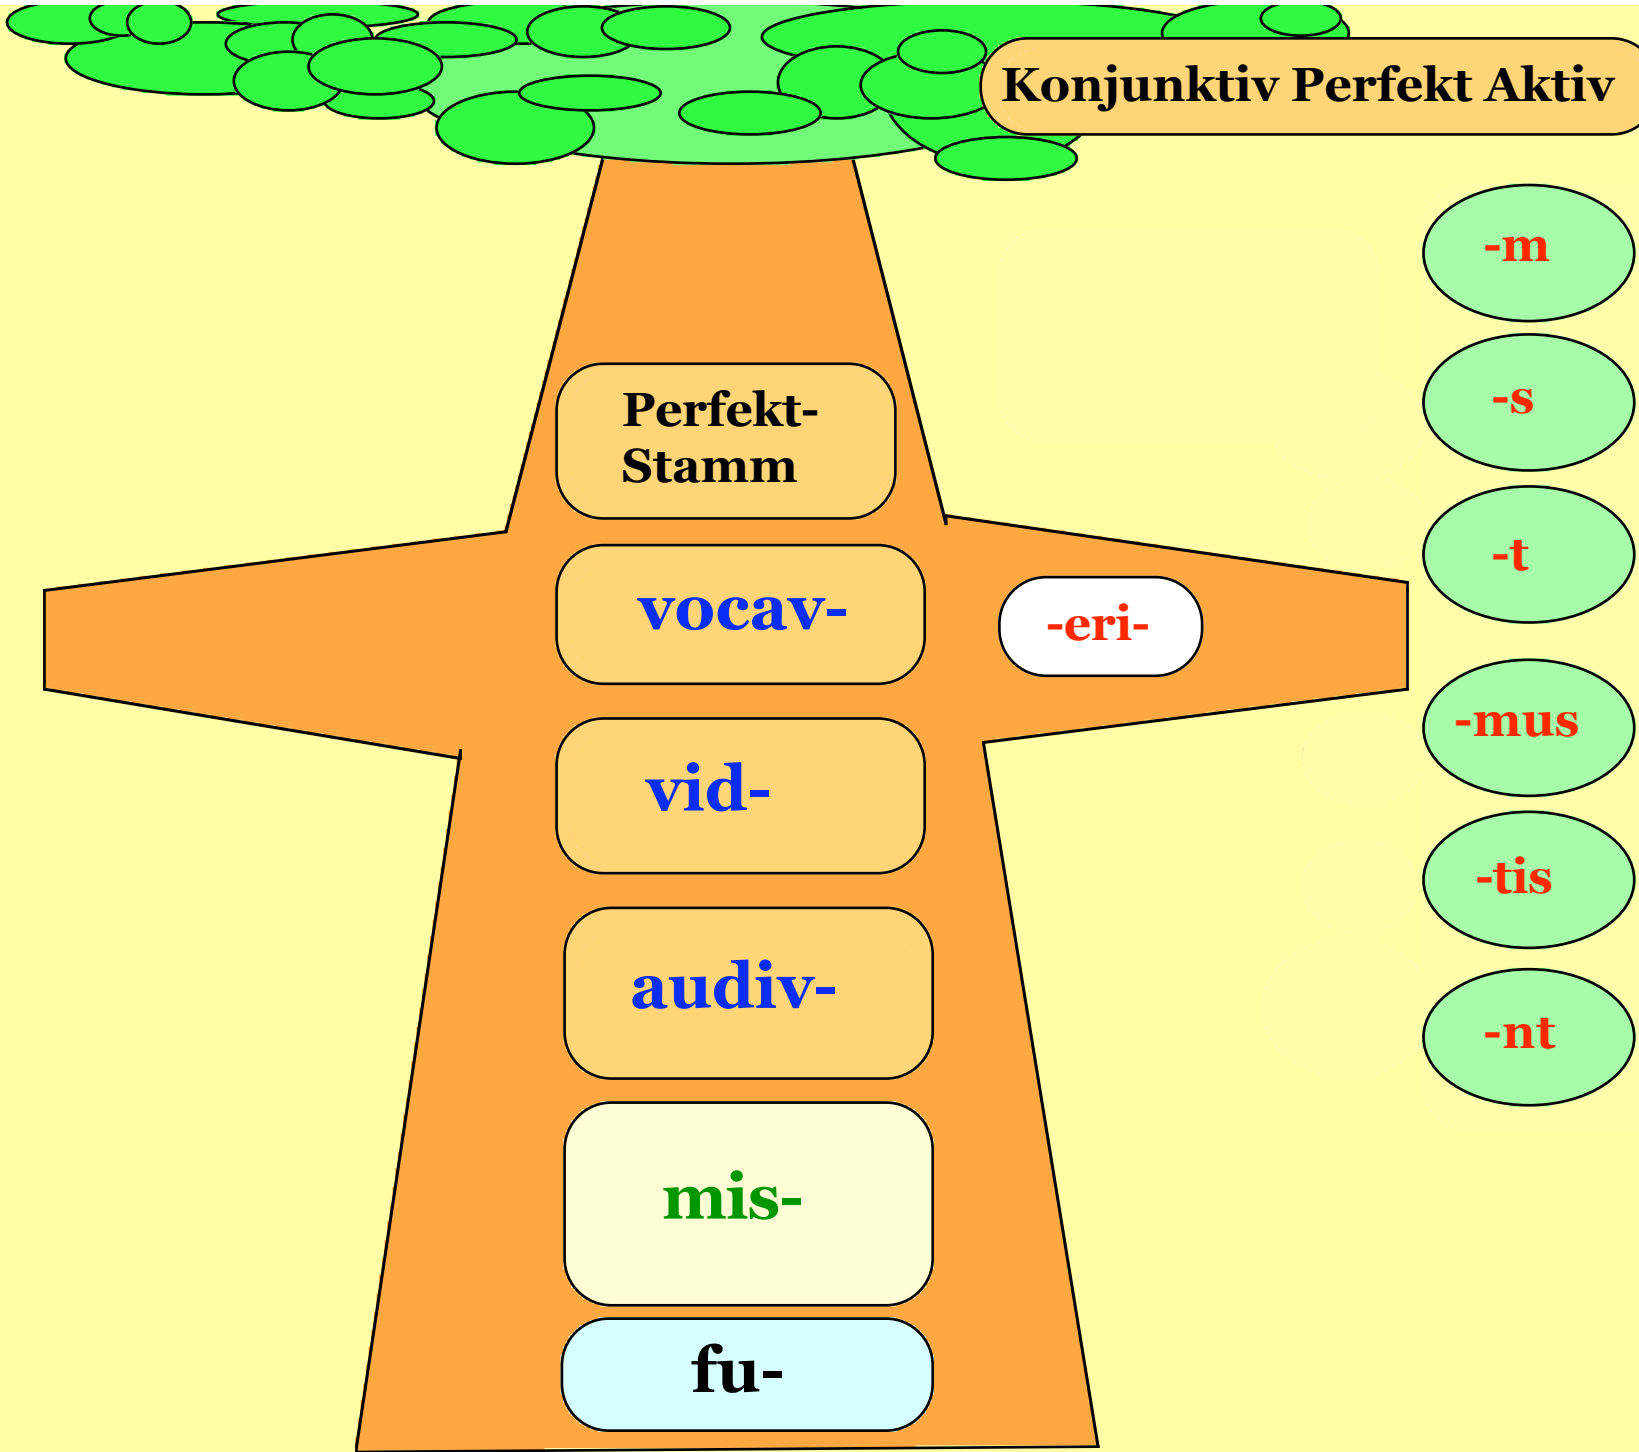 Konjunktiv Perfekt Aktiv
-m
-s
-t
-mus
-tis
-nt
Perfekt-
Stamm
vocav-
-eri-
vid-
audiv-
mis-
fu-